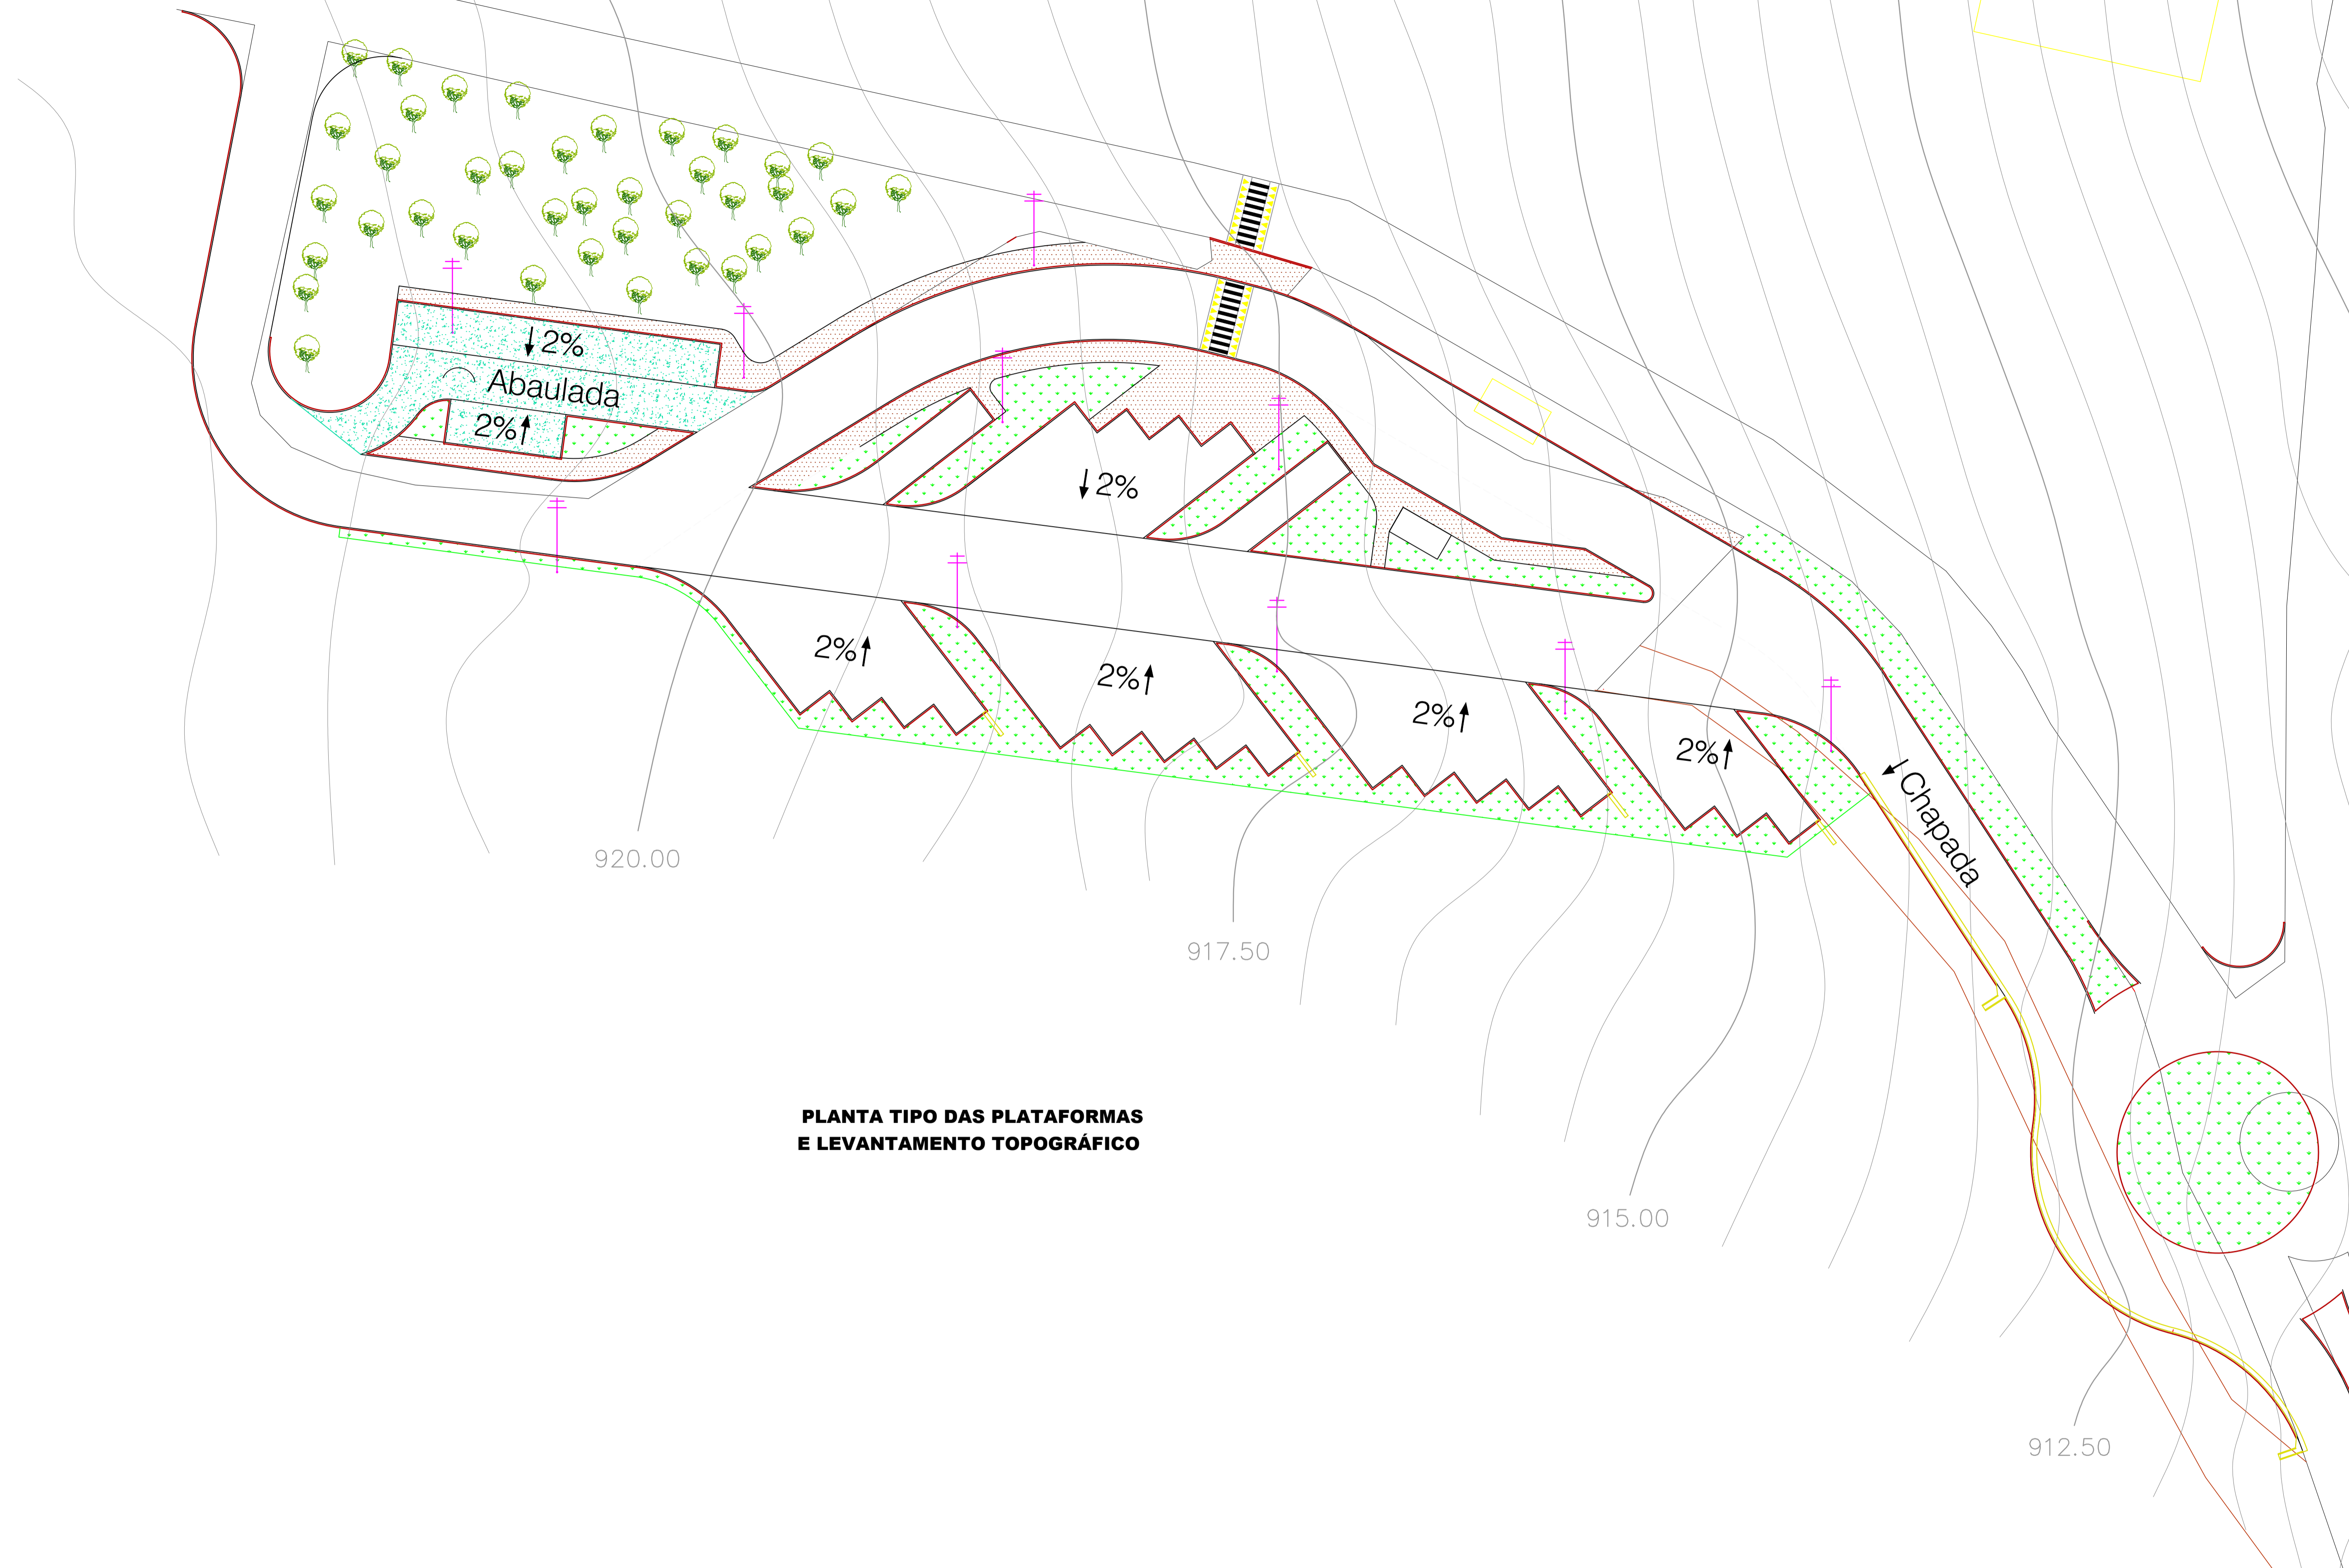 2%
Abaulada
2%
2%
2%
2%
2%
2%
Chapada
920.00
917.50
915.00
912.50
PLANTA TIPO DAS PLATAFORMAS
E LEVANTAMENTO TOPOGRÁFICO